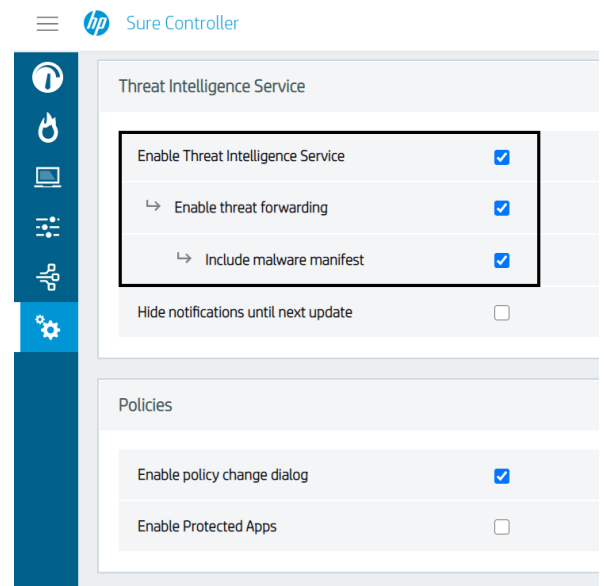 hp Sure Controller
Threat Intelligence Service
Enable Threat Intelligence Service
Enable threat forwarding
Include malware manifest
Hide notifications until next update
Policies
Enable policy change dialog
Enable Protected Apps